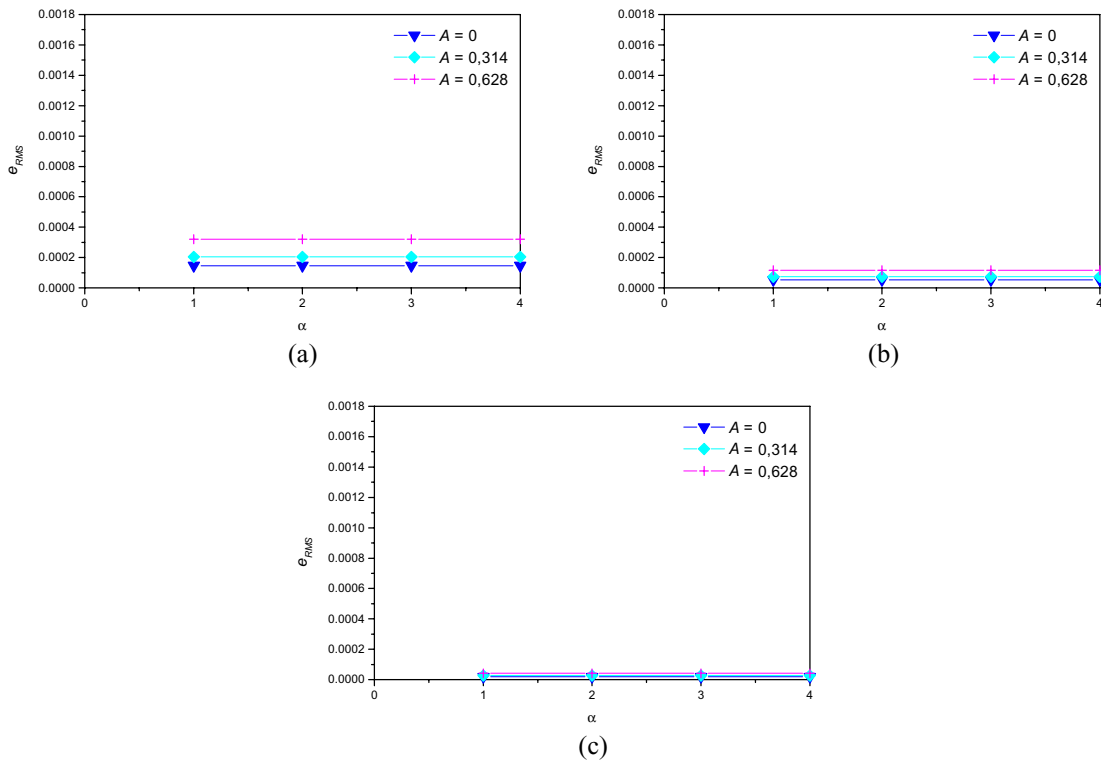 0.0018
0.0016
0.0014
0.0012
0.0010
0.0008
0.0006
0.0004
0.0002
0.0000
e_RMS
0 1 2 3 4
α
A = 0
A = 0,314
A = 0,628
(a)
0.0018
0.0016
0.0014
0.0012
0.0010
0.0008
0.0006
0.0004
0.0002
0.0000
e_RMS
0 1 2 3 4
α
A = 0
A = 0,314
A = 0,628
(b)
0.0018
0.0016
0.0014
0.0012
0.0010
0.0008
0.0006
0.0004
0.0002
0.0000
e_RMS
0 1 2 3 4
α
A = 0
A = 0,314
A = 0,628
(c)